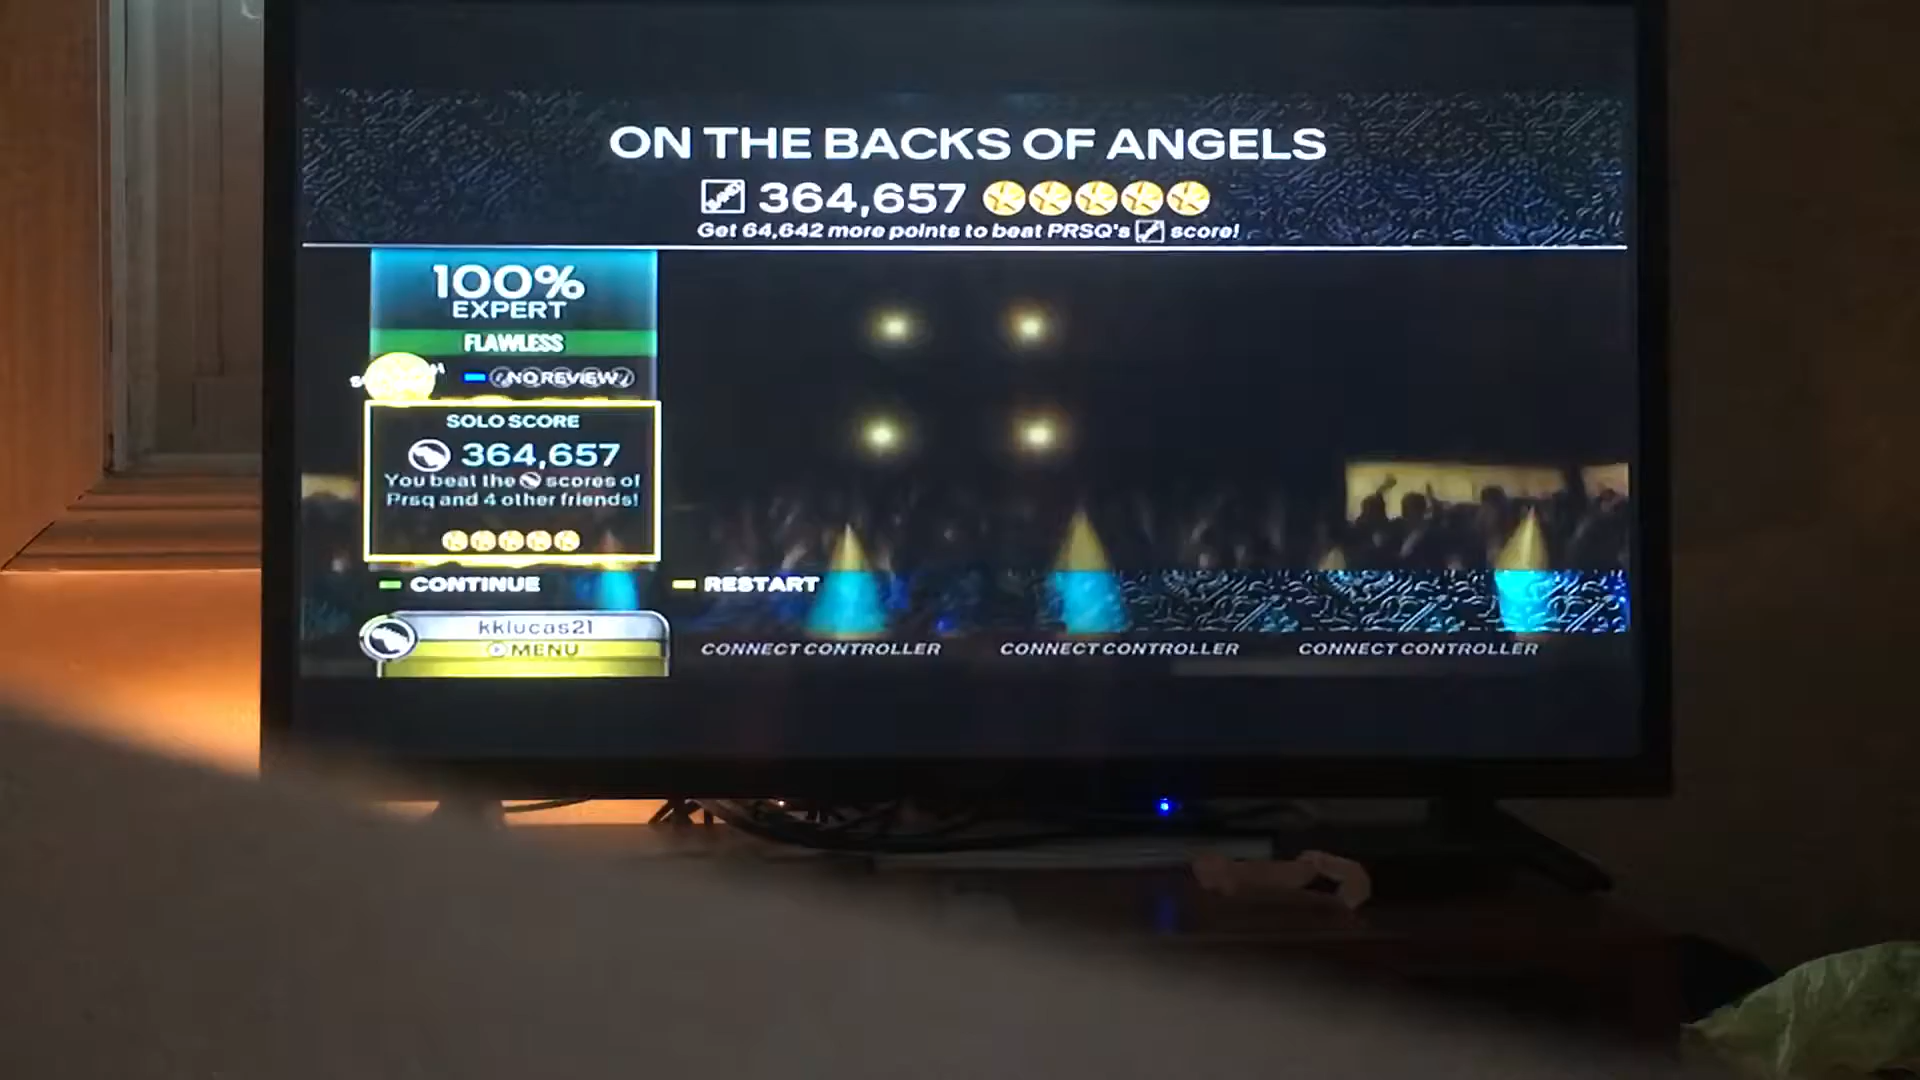 ON THE BACKS OF ANGELS
364,657
Get 64,642 more points to beat PRSQ's score!
100%
EXPERT
FLAWLESS
NO REVIEW
SOLO SCORE
364,657
You beat the scores of
Prsq and 4 other friends!
CONTINUE
RESTART
kklucas21
MENU
CONNECT CONTROLLER
CONNECT CONTROLLER
CONNECT CONTROLLER